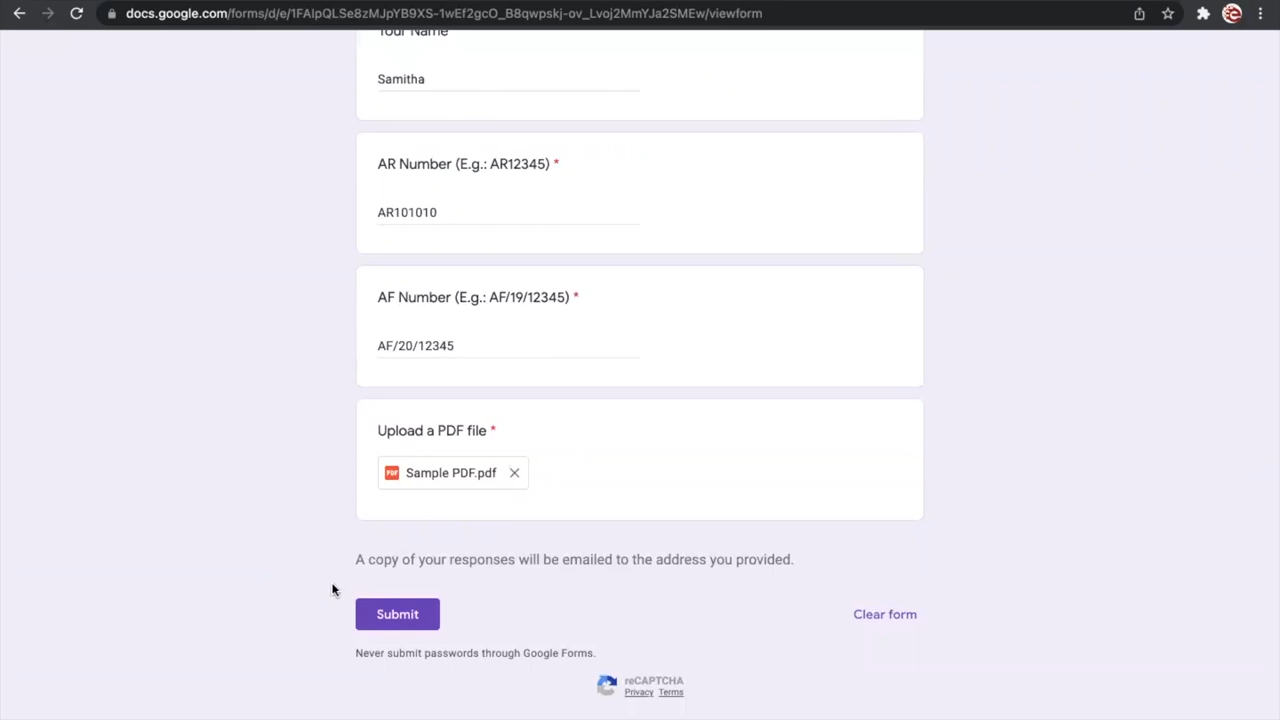 docs.google.com/forms/d/e/1FAIpQLSe8zMJpYB9XS-1wEf2gcO_B8qwpskj-ov_Lvoj2MmYJa2SMEw/viewform
Your Name
Samitha
AR Number (E.g.: AR12345) *
AR101010
AF Number (E.g.: AF/19/12345) *
AF/20/12345
Upload a PDF file *
PDF Sample PDF.pdf
A copy of your responses will be emailed to the address you provided.
Submit Clear form
Never submit passwords through Google Forms.
reCAPTCHA
Privacy Terms